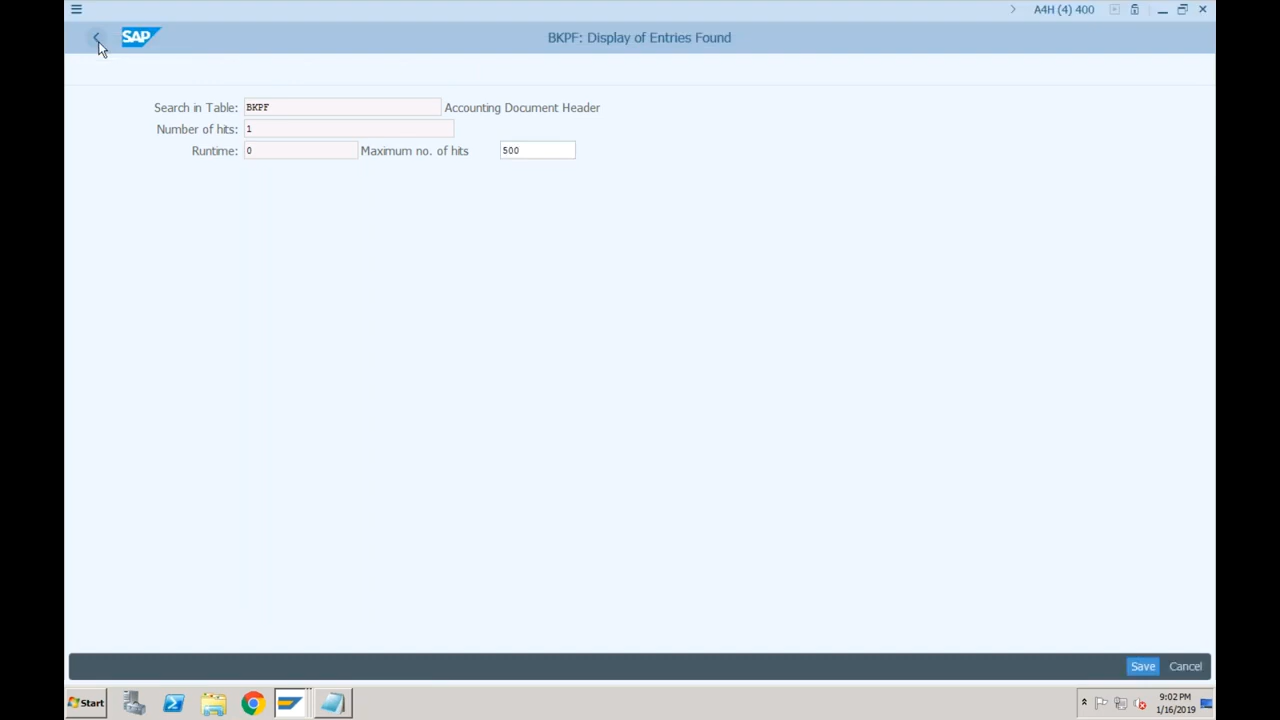 A4H (4) 400
SAP
BKPF: Display of Entries Found
Search in Table: BKPF Accounting Document Header
Number of hits: 1
Runtime: 0 Maximum no. of hits 500
Save Cancel
Start
9:02 PM
1/16/2019